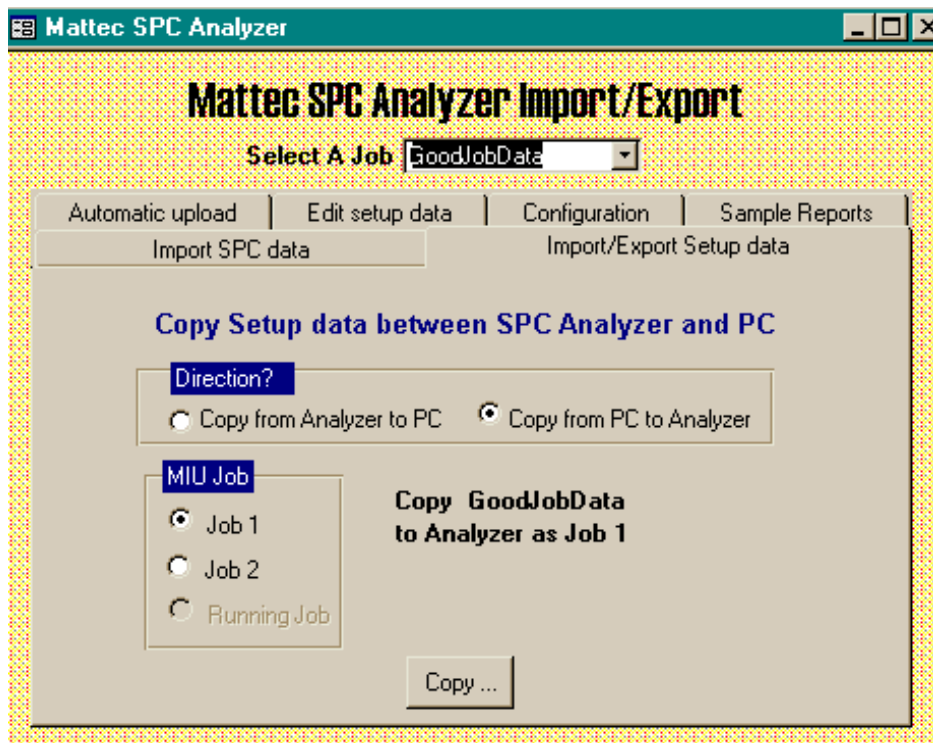 Mattec SPC Analyzer
Mattec SPC Analyzer Import/Export
Select A Job GoodJobData
Automatic upload Edit setup data Configuration Sample Reports
Import SPC data Import/Export Setup data
Copy Setup data between SPC Analyzer and PC
Direction?
Copy from Analyzer to PC Copy from PC to Analyzer
MIU Job
Job 1
Job 2
Running Job
Copy GoodJobData
to Analyzer as Job 1
Copy ...